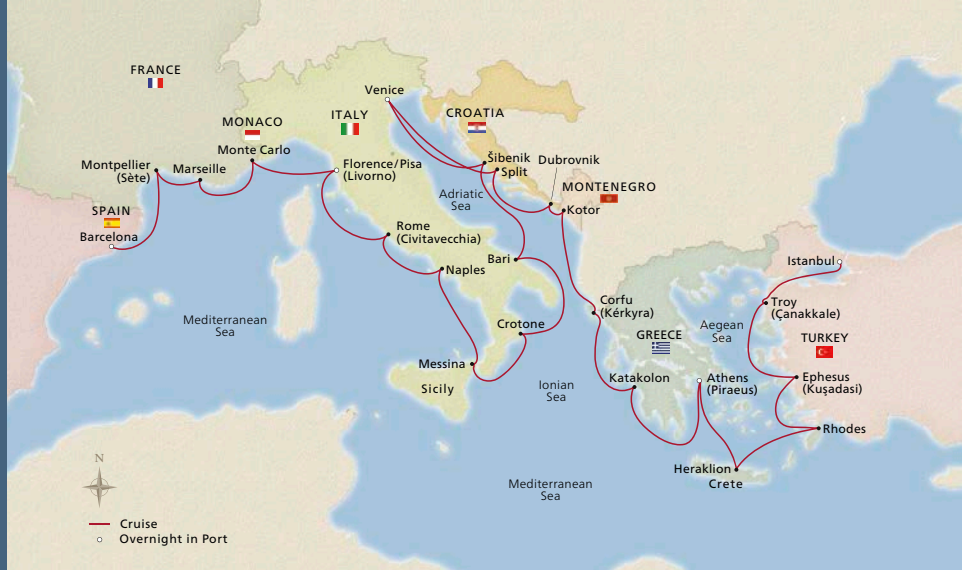 FRANCE
Venice
MONACO
ITALY
CROATIA
Monte Carlo
Montpellier
(Sète)
Marseille
Florence/Pisa
(Livorno)
Šibenik
Split
Dubrovnik
MONTENEGRO
Kotor
Adriatic
Sea
SPAIN
Barcelona
Rome
(Civitavecchia)
Naples
Bari
Istanbul
Mediterranean
Sea
Crotone
Corfu
(Kérkyra)
GREECE
Aegean
Sea
Troy
(Çanakkale)
TURKEY
Messina
Sicily
Ionian
Sea
Katakolon
Athens
(Piraeus)
Ephesus
(Kuşadasi)
Rhodes
Heraklion
Crete
Mediterranean
Sea
N
Cruise
Overnight in Port